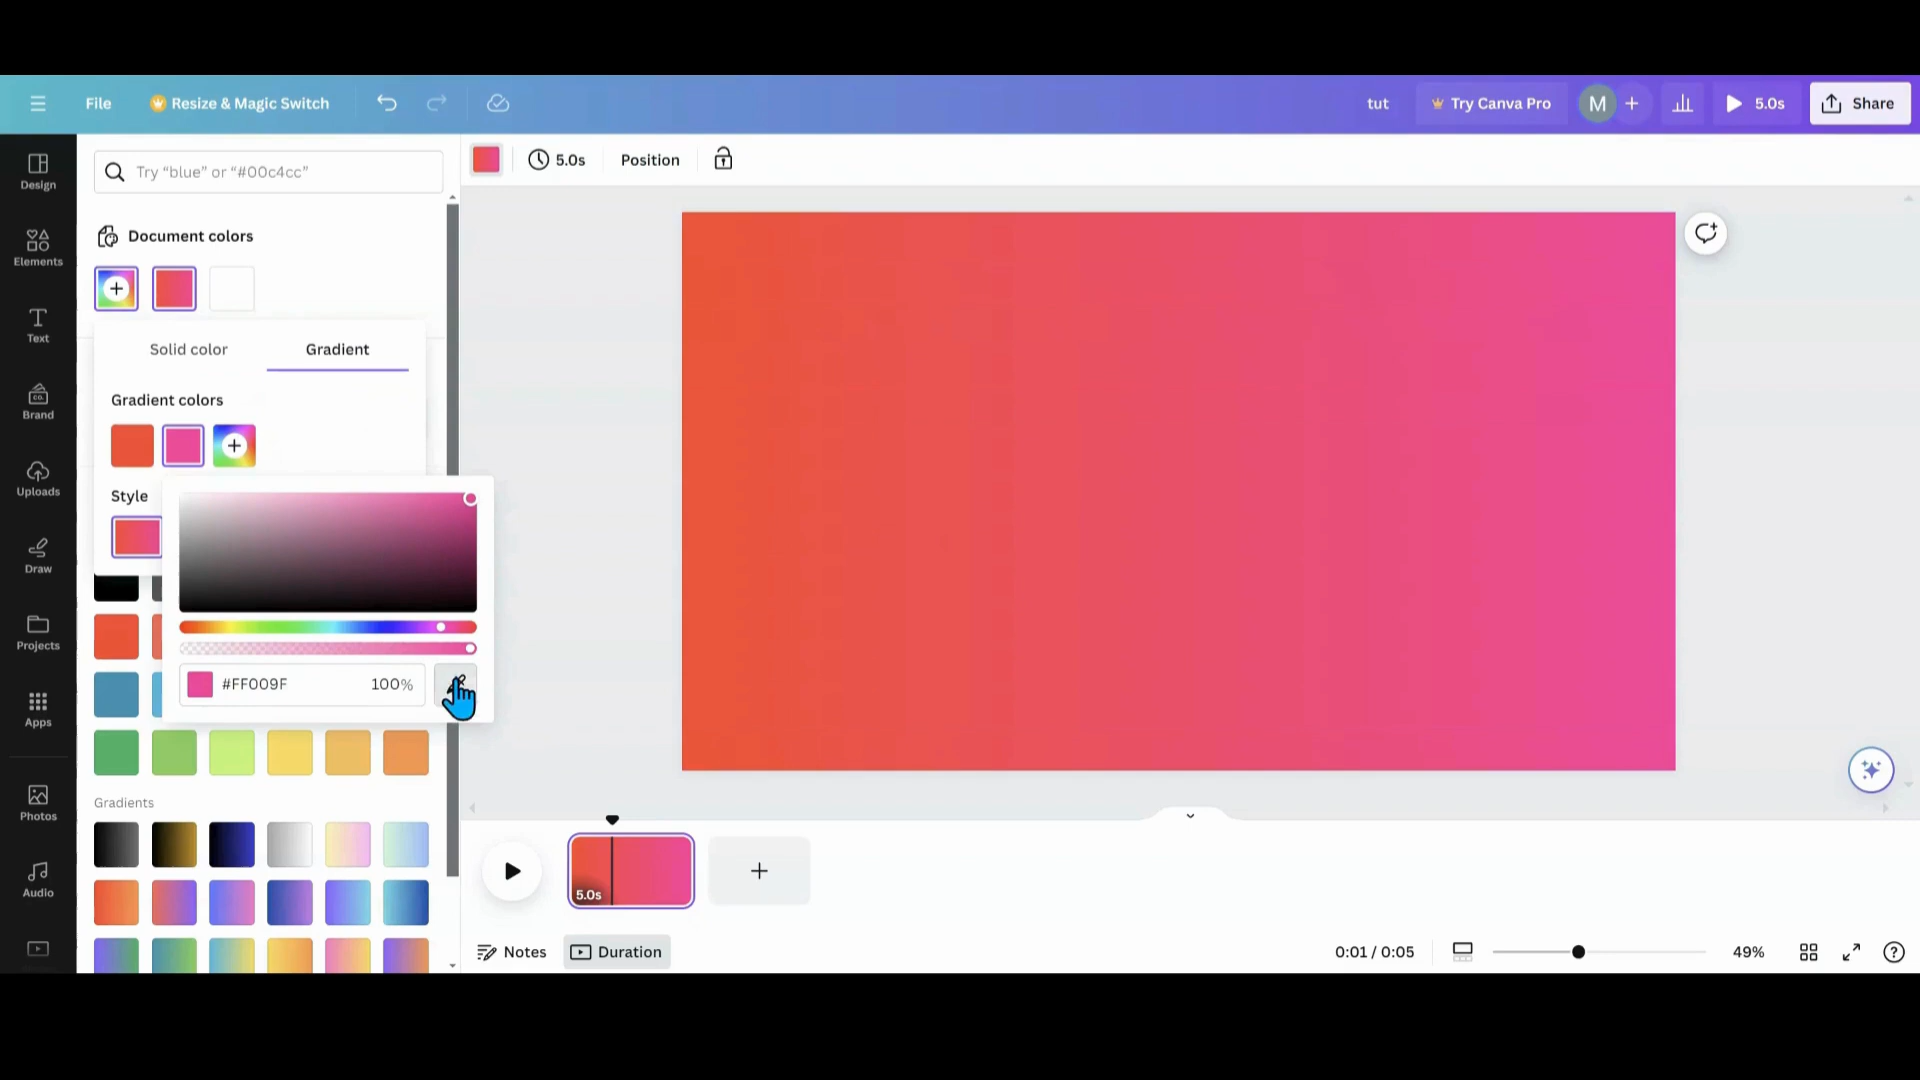 File
Resize & Magic Switch
tut
Try Canva Pro
M
5.0s
Share
Design
Elements
Text
Brand
CO.
Uploads
Draw
Projects
Apps
Photos
Audio
Try “blue” or “#00c4cc”
Document colors
Solid color
Gradient
Gradient colors
Style
#FF009F
100%
Gradients
5.0s
Position
5.0s
Notes
Duration
0:01 / 0:05
49%